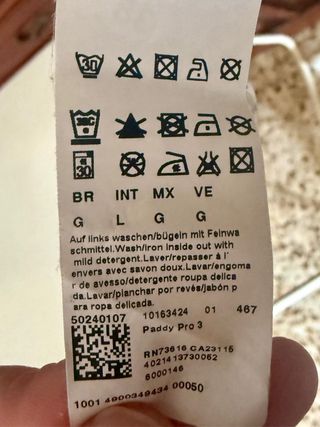 30
30
BR INT MX VE
G L G G
Auf links waschen/bügeln mit Feinwa
schmittel.Wash/iron inside out with
mild detergent.Laver/repasser à l'
envers avec savon doux.Lavar/engoma
r de avesso/detergente roupa delica
da.Lavar/planchar por revés/jabón p
ara ropa delicada.
50240107 10163424 01 467
Paddy Pro 3
RN73616 CA23115
4021413730052
6000146
1001 4900349434 00050